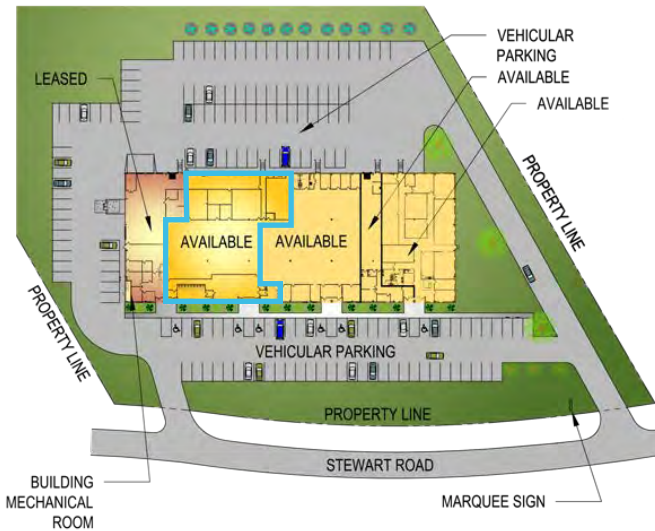 VEHICULAR
PARKING
LEASED
AVAILABLE
AVAILABLE
AVAILABLE
AVAILABLE
PROPERTY LINE
PROPERTY LINE
VEHICULAR PARKING
PROPERTY LINE
STEWART ROAD
BUILDING
MECHANICAL
ROOM
MARQUEE SIGN